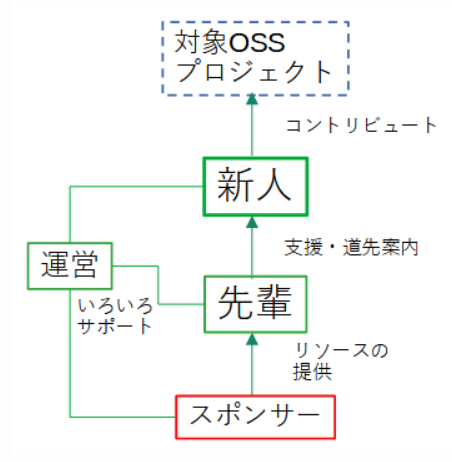 対象OSS
プロジェクト
コントリビュート
新人
支援・道先案内
運営
先輩
いろいろ
サポート
リソースの
提供
スポンサー